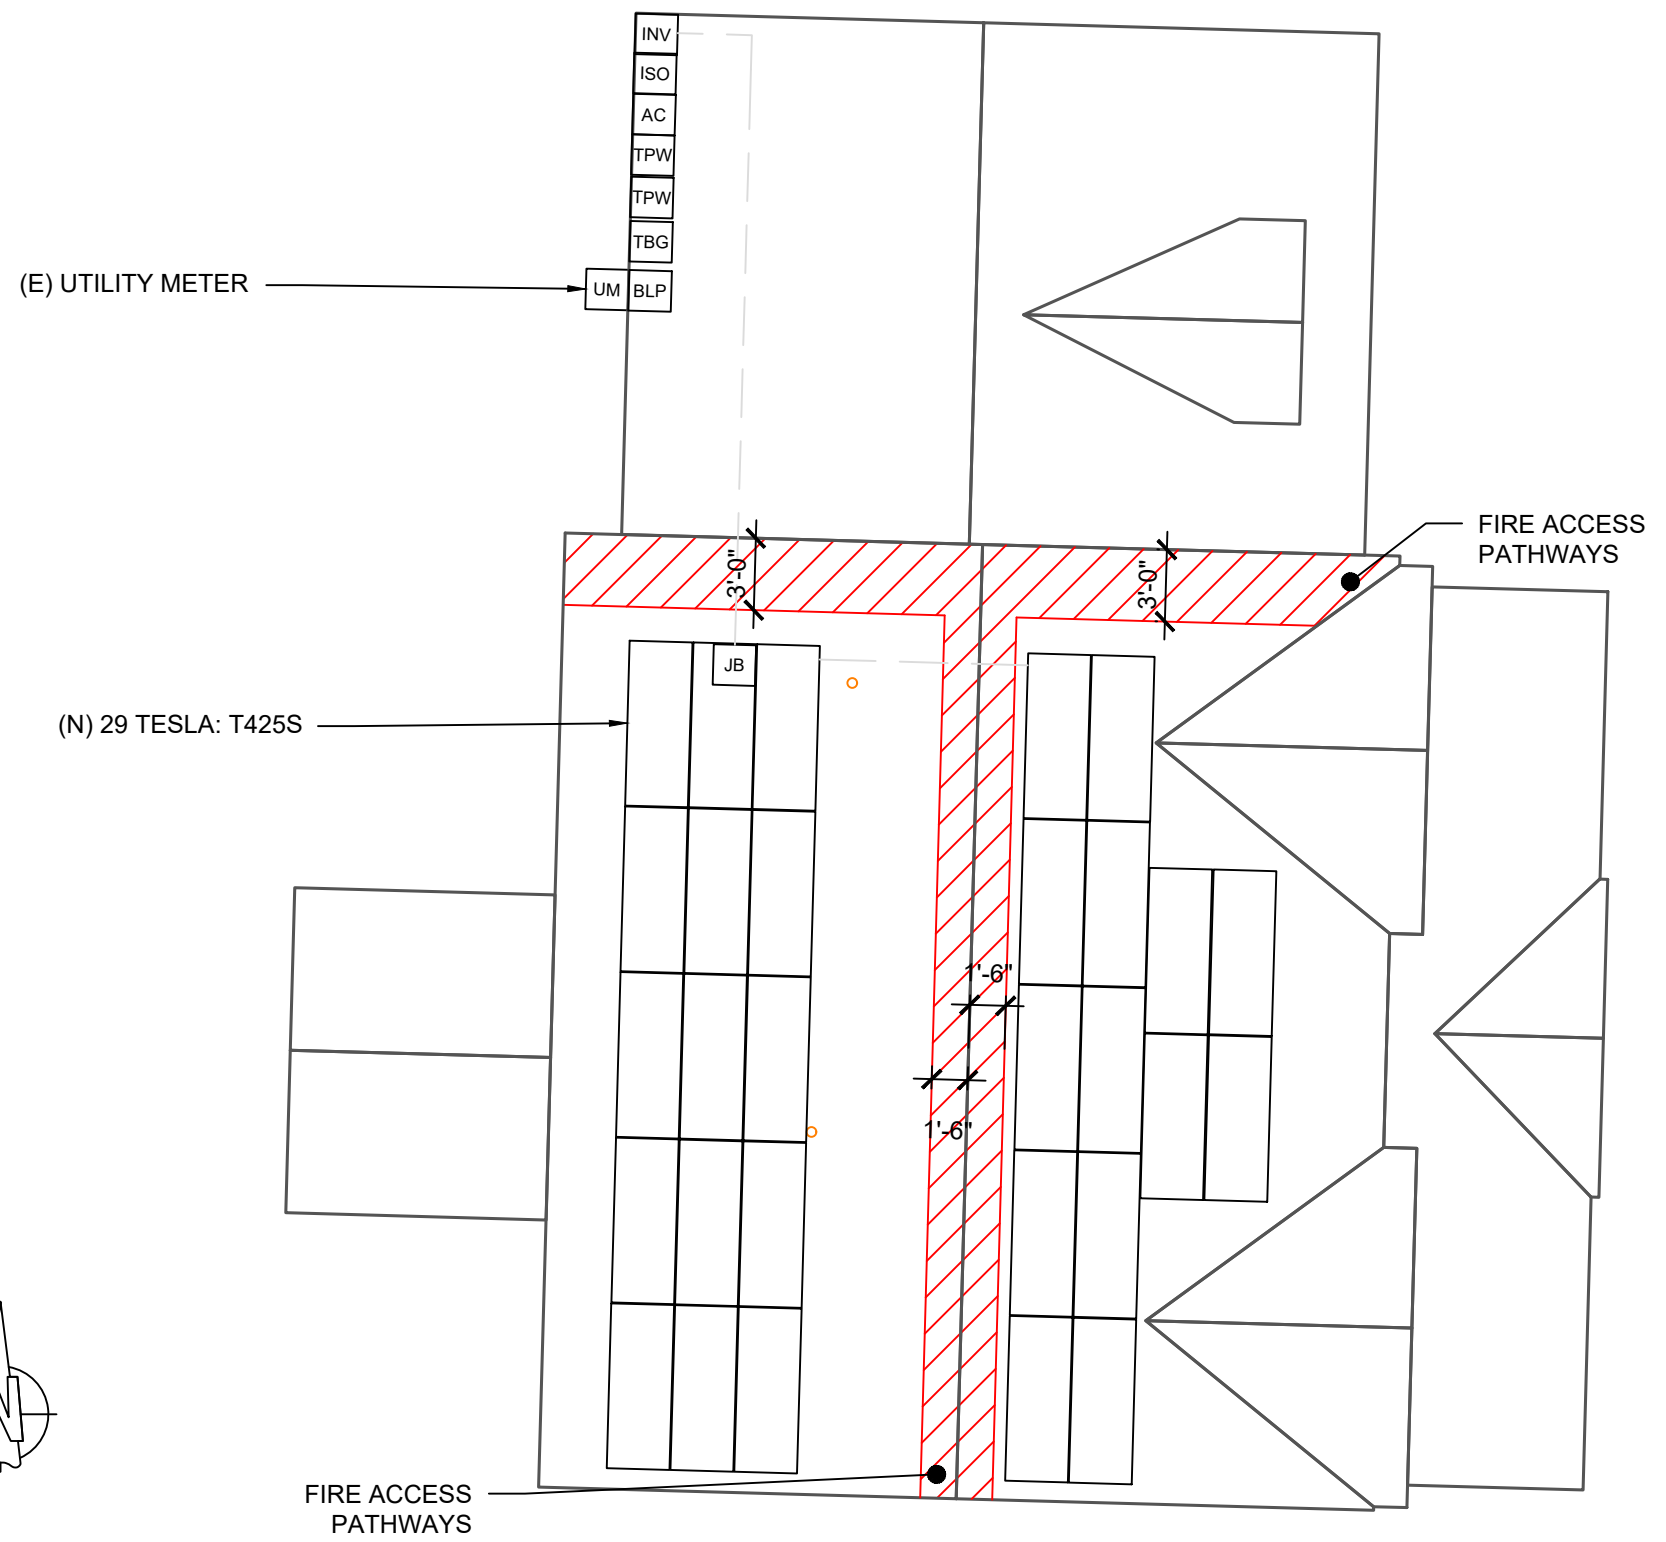 INV
ISO
AC
TPW
TPW
TBG
(E) UTILITY METER
UM
BLP
FIRE ACCESS
PATHWAYS
3'-0"
3'-0"
JB
(N) 29 TESLA: T425S
1'-6"
1'-6"
N
FIRE ACCESS
PATHWAYS